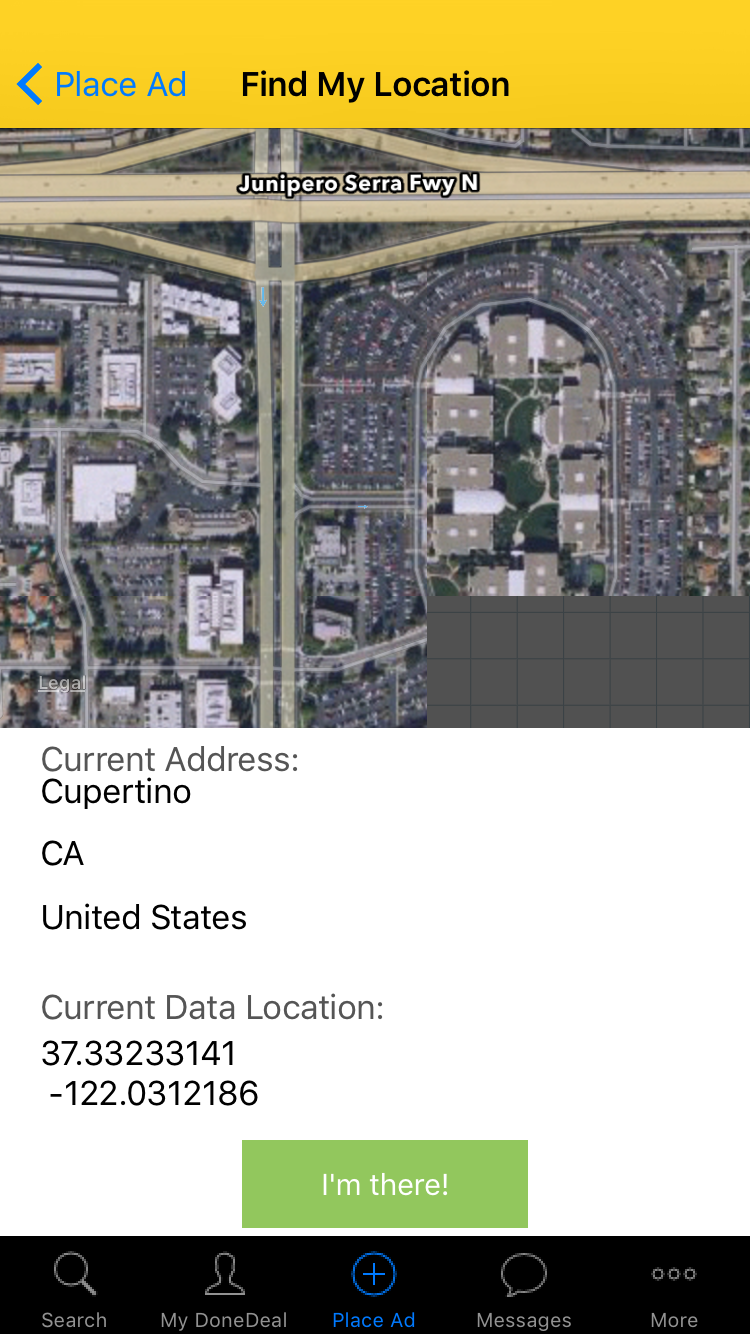 Place Ad
Find My Location
Junipero Serra Fwy N
Legal
Current Address:
Cupertino
CA
United States
Current Data Location:
37.33233141
-122.0312186
I'm there!
Search
My DoneDeal
Place Ad
Messages
More